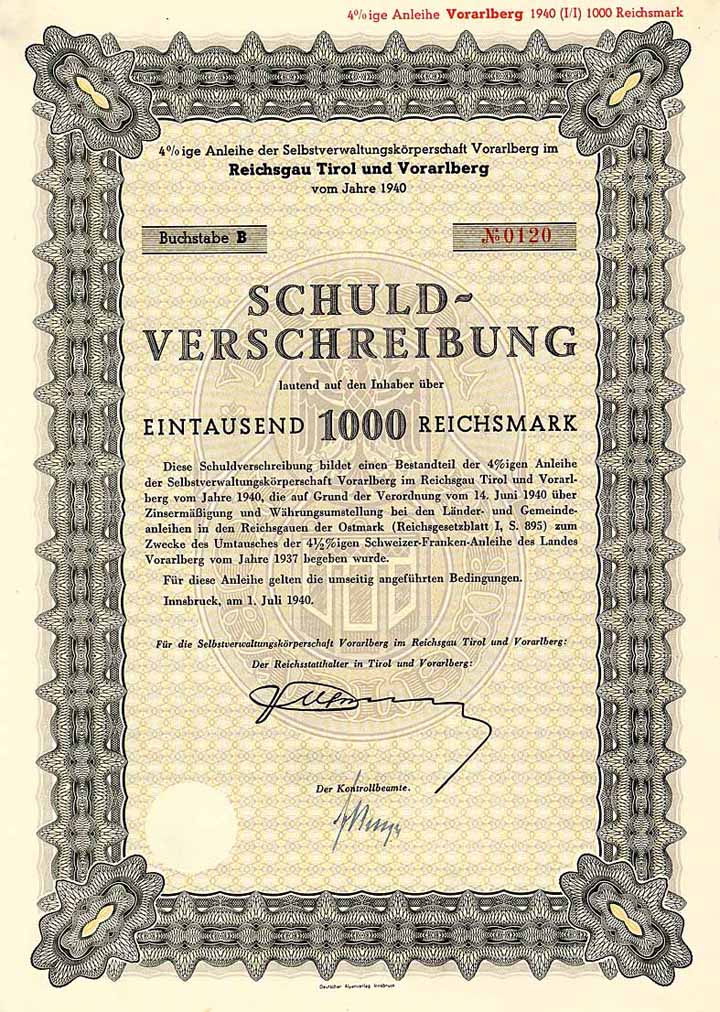 4%ige Anleihe Vorarlberg 1940 (I/I) 1000 Reichsmark
4%ige Anleihe der Selbstverwaltungskörperschaft Vorarlberg im
Reichsgau Tirol und Vorarlberg
vom Jahre 1940
Buchstabe B
№ 0120
SCHULD-
VERSCHREIBUNG
lautend auf den Inhaber über
EINTAUSEND 1000 REICHSMARK
Diese Schuldverschreibung bildet einen Bestandteil der 4%igen Anleihe
der Selbstverwaltungskörperschaft Vorarlberg im Reichsgau Tirol und Vorarl-
berg vom Jahre 1940, die auf Grund der Verordnung vom 14. Juni 1940 über
Zinsermäßigung und Währungsumstellung bei den Länder- und Gemeinde-
anleihen in den Reichsgauen der Ostmark (Reichsgesetzblatt I, S. 895) zum
Zwecke des Umtausches der 4½%igen Schweizer-Franken-Anleihe des Landes
Vorarlberg vom Jahre 1937 begeben wurde.
Für diese Anleihe gelten die umseitig angeführten Bedingungen.
Innsbruck, am 1. Juli 1940.
Für die Selbstverwaltungskörperschaft Vorarlberg im Reichsgau Tirol und Vorarlberg:
Der Reichsstatthalter in Tirol und Vorarlberg:
Der Kontrollbeamte.
Deutscher Alpenverlag Innsbruck